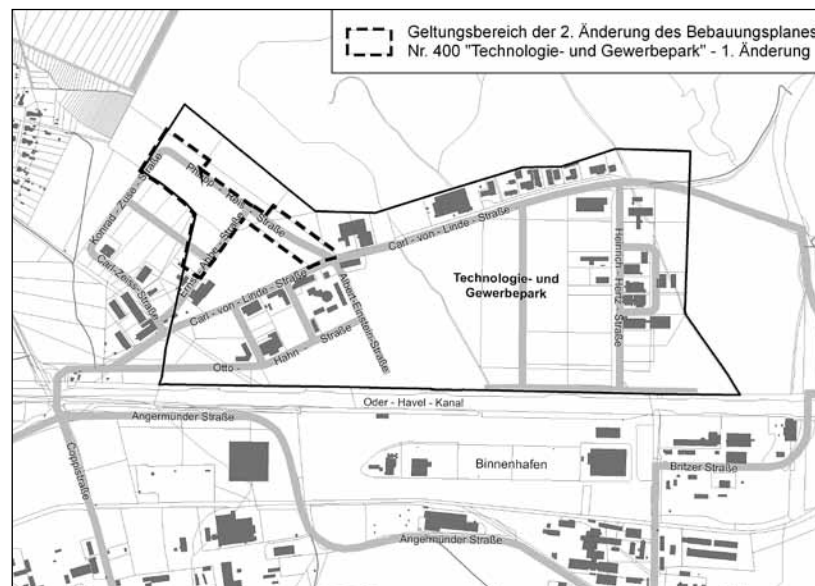 Geltungsbereich der 2. Änderung des Bebauungsplanes
Nr. 400 "Technologie- und Gewerbepark" - 1. Änderung
Konrad - Zuse - Straße
Philipp - Reis - Straße
Carl-Zeiss-Straße
Straße
Carl - von - Linde - Straße
Carl - von - Linde - Straße
Albert-Einstein-Straße
Otto - Hahn - Straße
Technologie- und
Gewerbepark
Heinrich - Hertz - Straße
Oder - Havel - Kanal
Angermünder Straße
Coppistraße
Binnenhafen
Britzer Straße
Angermünder Straße